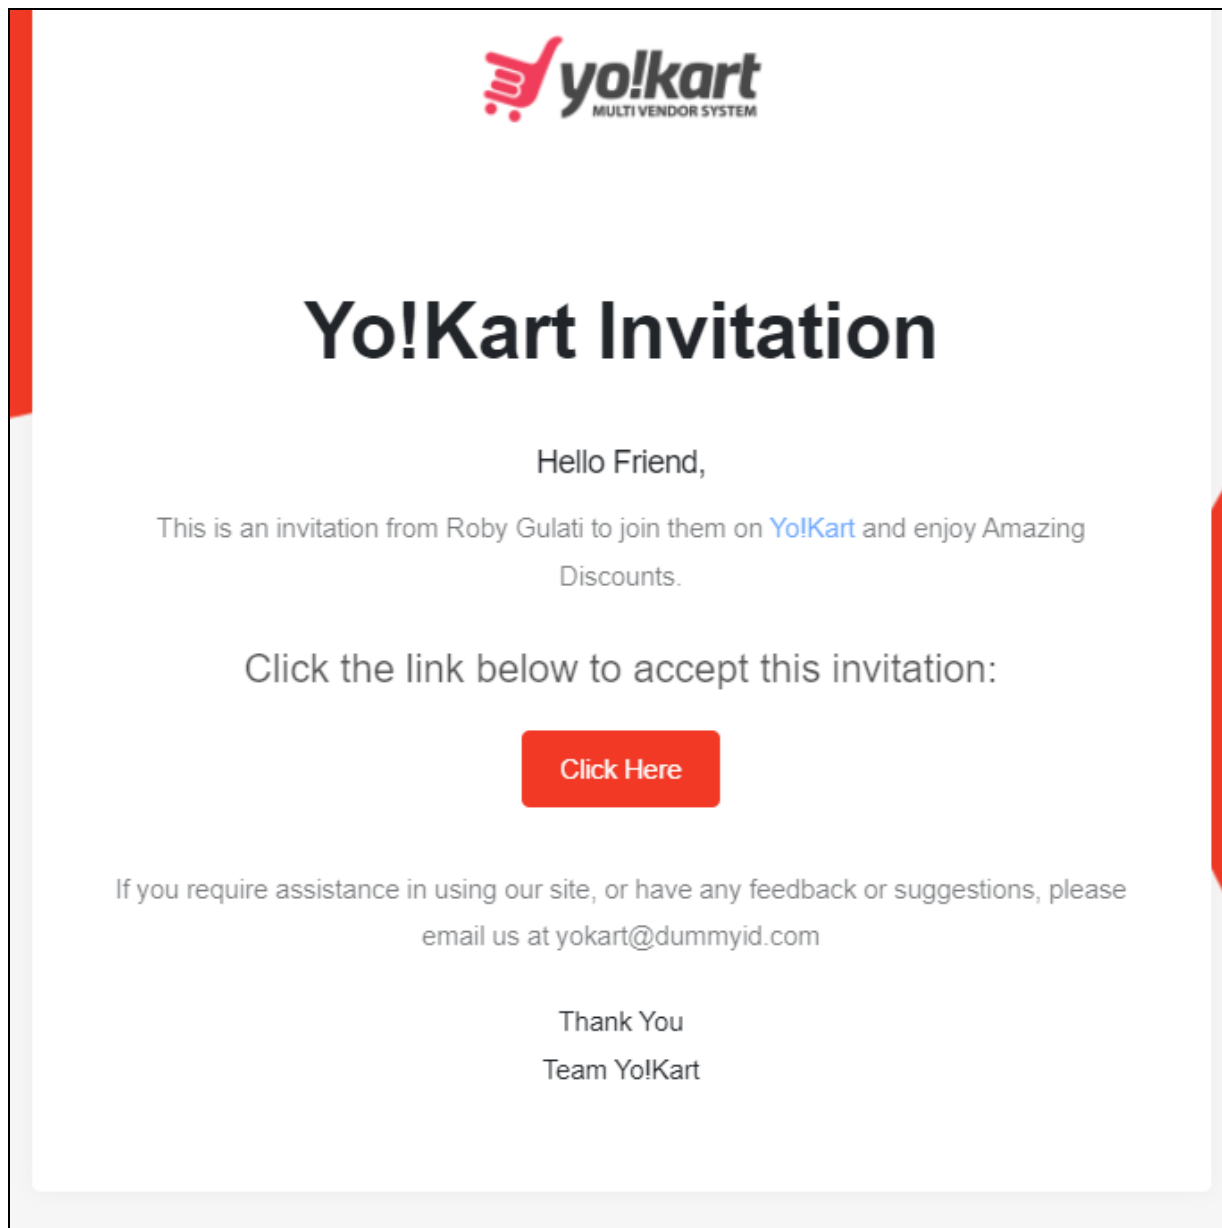 yo!kart
MULTI VENDOR SYSTEM
Yo!Kart Invitation
Hello Friend,
This is an invitation from Roby Gulati to join them on Yo!Kart and enjoy Amazing
Discounts.
Click the link below to accept this invitation:
Click Here
If you require assistance in using our site, or have any feedback or suggestions, please
email us at yokart@dummyid.com
Thank You
Team Yo!Kart